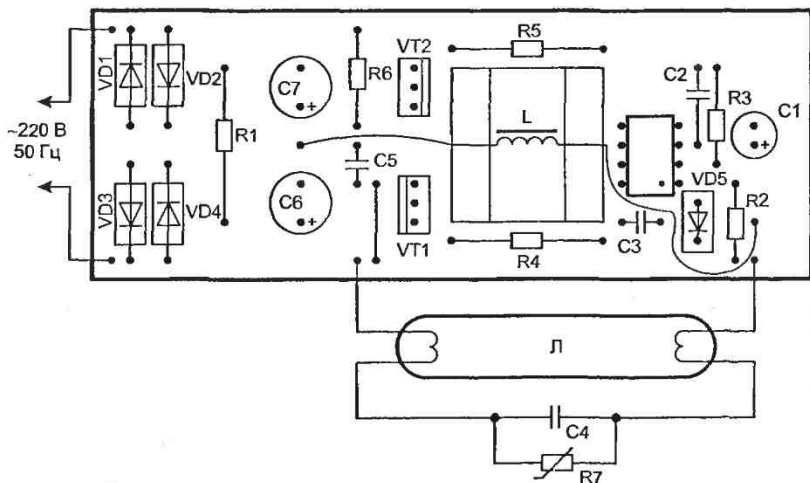 R5
VT2
VD1
VD2
C7
+
R6
C2
R3
C1
+
L
R1
~220 В
50 Гц
C5
VD5
R2
VD3
VD4
C6
+
VT1
C3
R4
Л
C4
R7